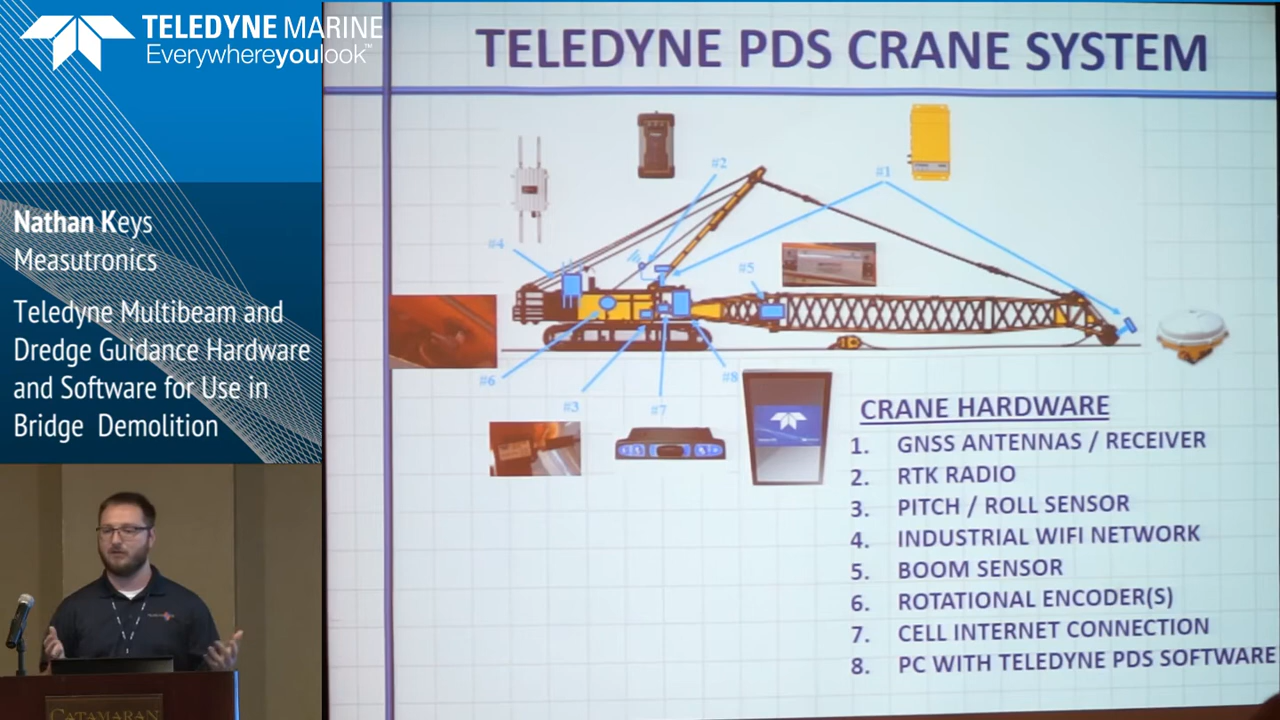 TELEDYNE MARINE
Everywhereyoulook™
Nathan Keys
Measutronics
Teledyne Multibeam and
Dredge Guidance Hardware
and Software for Use in
Bridge Demolition
CATAMARAN
TELEDYNE PDS CRANE SYSTEM
#2
#1
#4
#5
#6
#3
#7
#8
CRANE HARDWARE
1. GNSS ANTENNAS / RECEIVER
2. RTK RADIO
3. PITCH / ROLL SENSOR
4. INDUSTRIAL WIFI NETWORK
5. BOOM SENSOR
6. ROTATIONAL ENCODER(S)
7. CELL INTERNET CONNECTION
8. PC WITH TELEDYNE PDS SOFTWARE